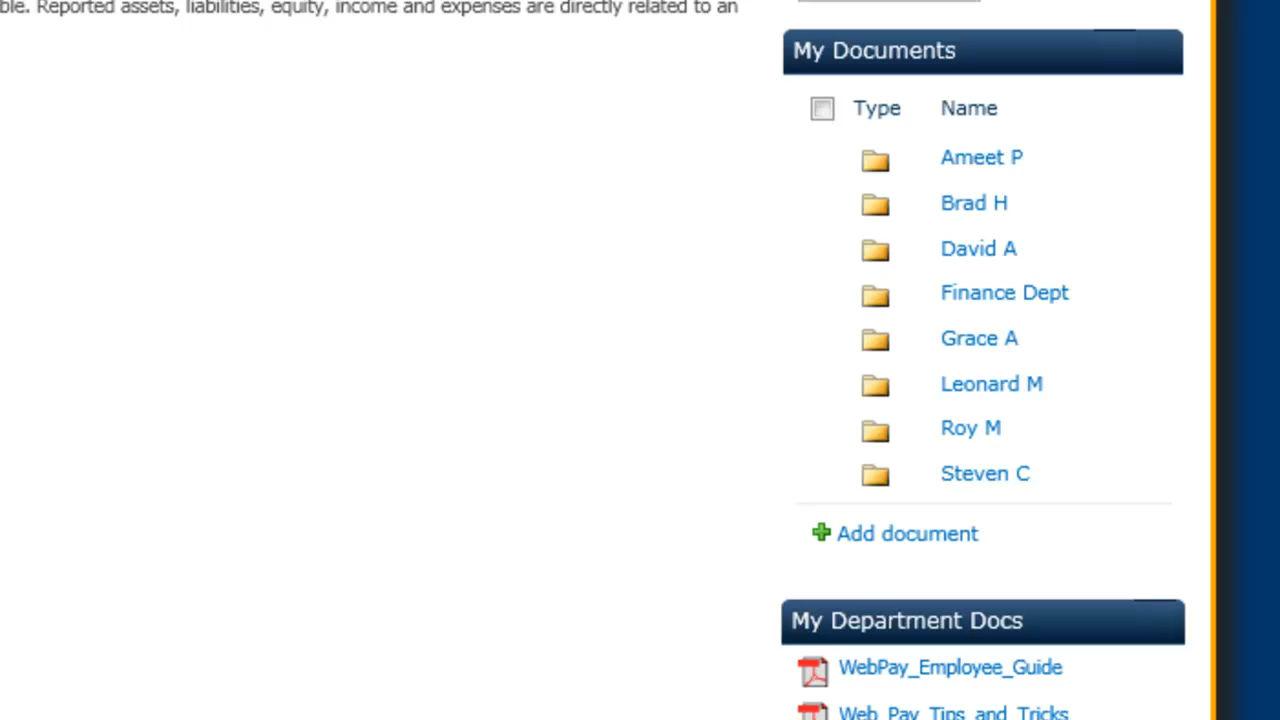 ble. Reported assets, liabilities, equity, income and expenses are directly related to an
My Documents
Type Name
Ameet P
Brad H
David A
Finance Dept
Grace A
Leonard M
Roy M
Steven C
Add document
My Department Docs
WebPay_Employee_Guide
Web_Pay_Tips_and_Tricks